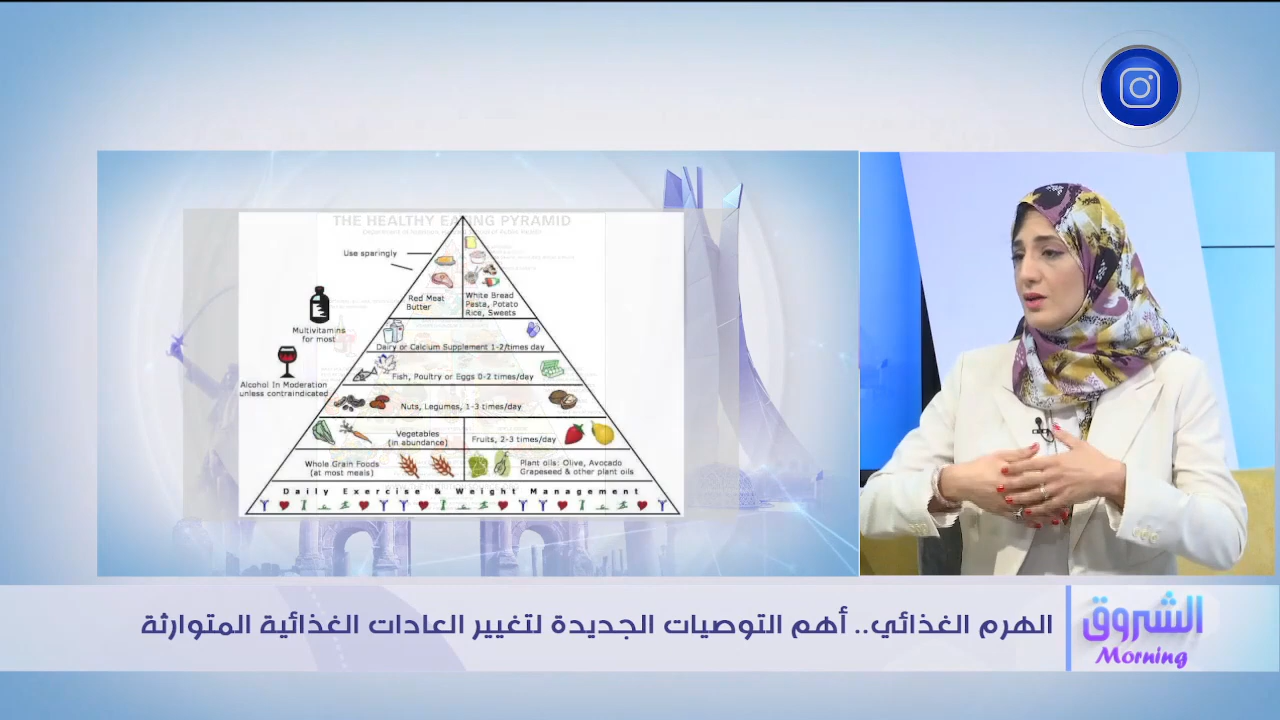 THE HEALTHY EATING PYRAMID
Use sparingly
Red Meat
Butter
White Bread
Pasta, Potato
Rice, Sweets
Multivitamins
for most
Dairy or Calcium Supplement 1-2/times day
Alcohol In Moderation
unless contraindicated
Fish, Poultry or Eggs 0-2 times/day
Nuts, Legumes, 1-3 times/day
Vegetables
(in abundance)
Fruits, 2-3 times/day
Whole Grain Foods
(at most meals)
Plant oils: Olive, Avocado
Grapeseed & other plant oils
Daily Exercise & Weight Management
الهرم الغذائي.. أهم التوصيات الجديدة لتغيير العادات الغذائية المتوارثة
الشروق
Morning